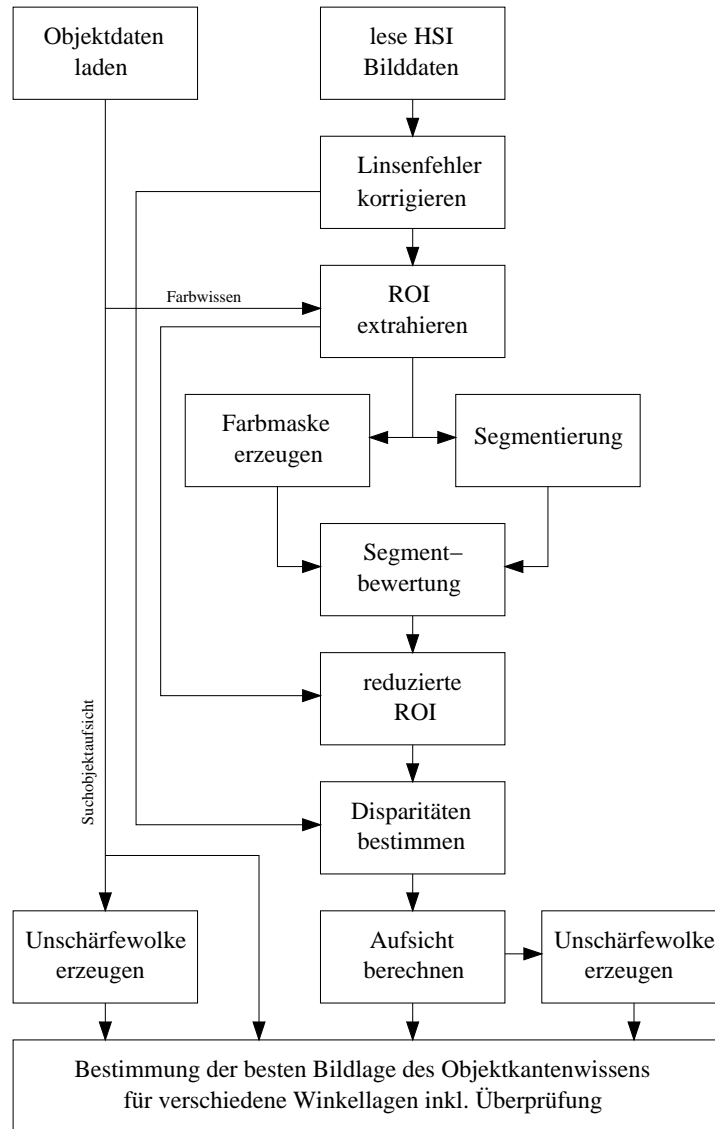 Objektdaten
laden
lese HSI
Bilddaten
Linsenfehler
korrigieren
Farbwissen
ROI
extrahieren
Farbmaske
erzeugen
Segmentierung
Segment–
bewertung
reduzierte
ROI
Suchobjektaufsicht
Disparitäten
bestimmen
Unschärfewolke
erzeugen
Aufsicht
berechnen
Unschärfewolke
erzeugen
Bestimmung der besten Bildlage des Objektkantenwissens
für verschiedene Winkellagen inkl. Überprüfung